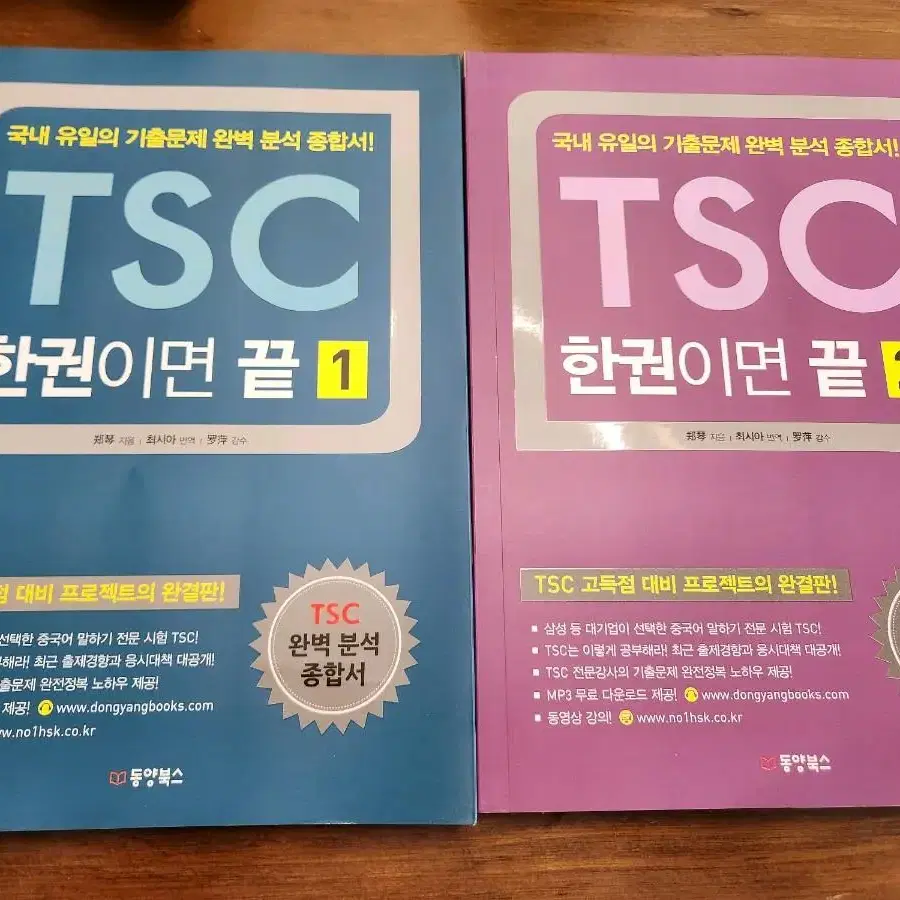 국내 유일의 기출문제 완벽 분석 종합서!
TSC
한권이면 끝 1
郑琴 지음 | 최시아 번역 | 罗萍 감수
대비 프로젝트의 완결판!
선택한 중국어 말하기 전문 시험 TSC!
최근 출제경향과 응시대책 대공개!
완전정복 노하우 제공!
제공! www.dongyangbooks.com
.no1hsk.co.kr
TSC
완벽 분석
종합서
동양북스
국내 유일의 기출문제 완벽 분석 종합서!
TSC
한권이면 끝
郑琴 지음 | 최시아 번역 | 罗萍 감수
TSC 고득점 대비 프로젝트의 완결판!
▪ 삼성 등 대기업이 선택한 중국어 말하기 전문 시험 TSC!
▪ TSC는 이렇게 공부해라! 최근 출제경향과 응시대책 대공개!
▪ TSC 전문강사의 기출문제 완전정복 노하우 제공!
▪ MP3 무료 다운로드 제공! www.dongyangbooks.com
▪ 동영상 강의! www.no1hsk.co.kr
동양북스